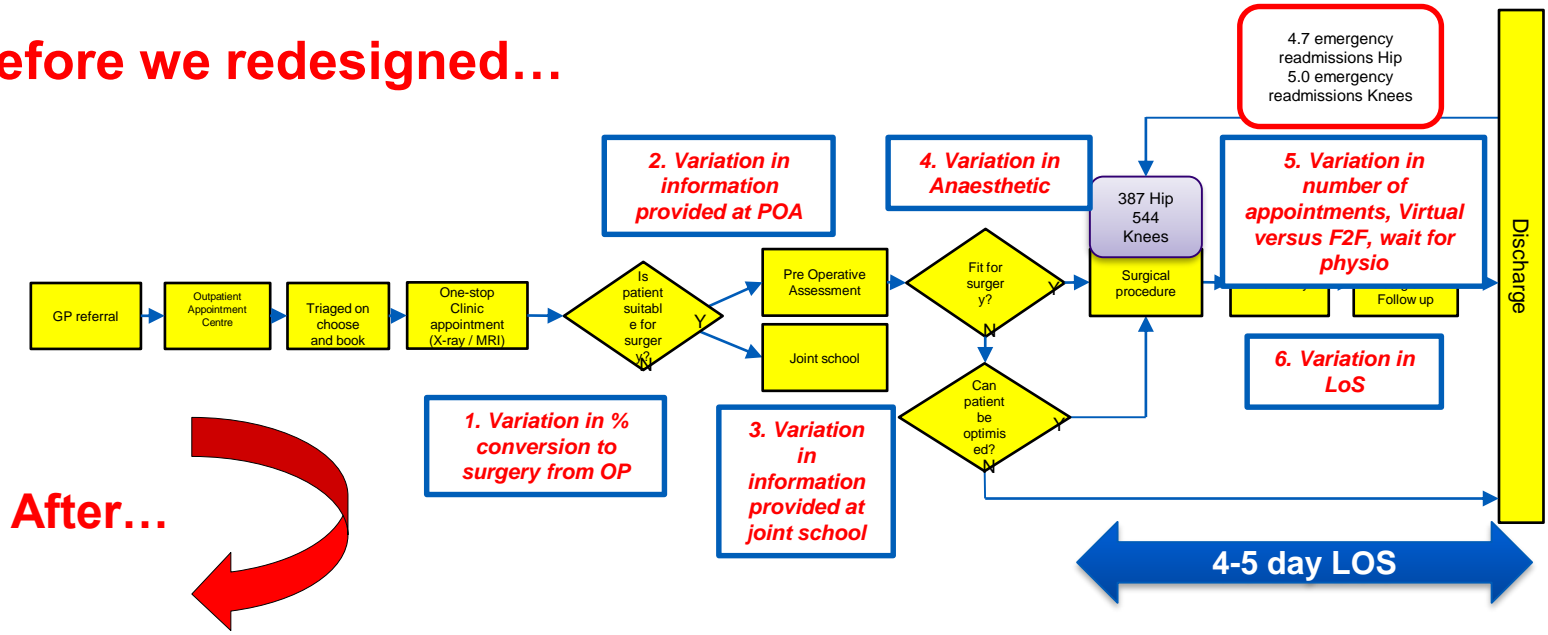 efore we redesigned…
4.7 emergency
readmissions Hip
5.0 emergency
readmissions Knees
2. Variation in
information
provided at POA
4. Variation in
Anaesthetic
5. Variation in
number of
appointments, Virtual
versus F2F, wait for
physio
387 Hip
544
Knees
GP referral
Outpatient
Appointment
Centre
Triaged on
choose
and book
One-stop
Clinic
appointment
(X-ray / MRI)
Is
patient
suitabl
e for
surger
y?
Y
N
Pre Operative
Assessment
Joint school
Fit for
surger
y?
Y
N
Surgical
procedure
Follow up
Discharge
Can
patient
be
optimis
ed?
Y
N
1. Variation in %
conversion to
surgery from OP
3. Variation
in
information
provided at
joint school
6. Variation in
LoS
After…
4-5 day LOS